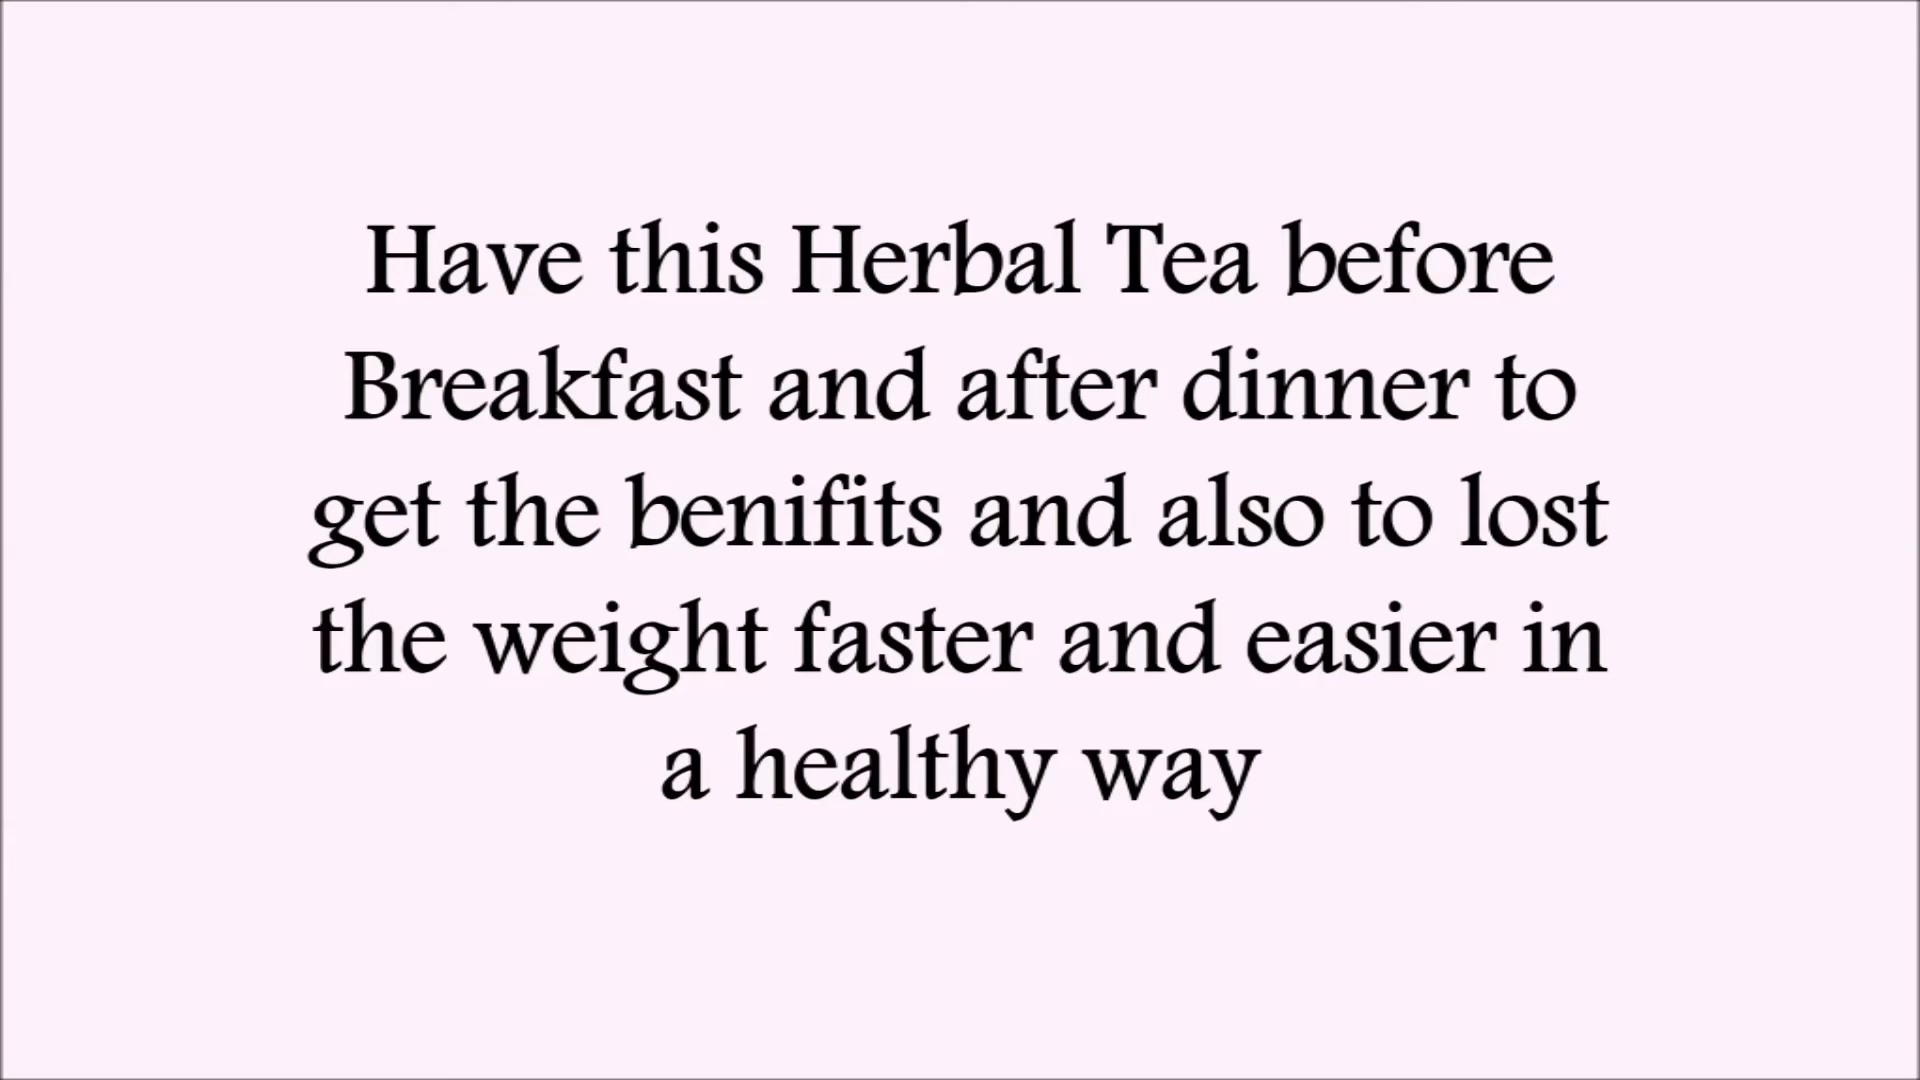 Have this Herbal Tea before
Breakfast and after dinner to
get the benifits and also to lost
the weight faster and easier in
a healthy way